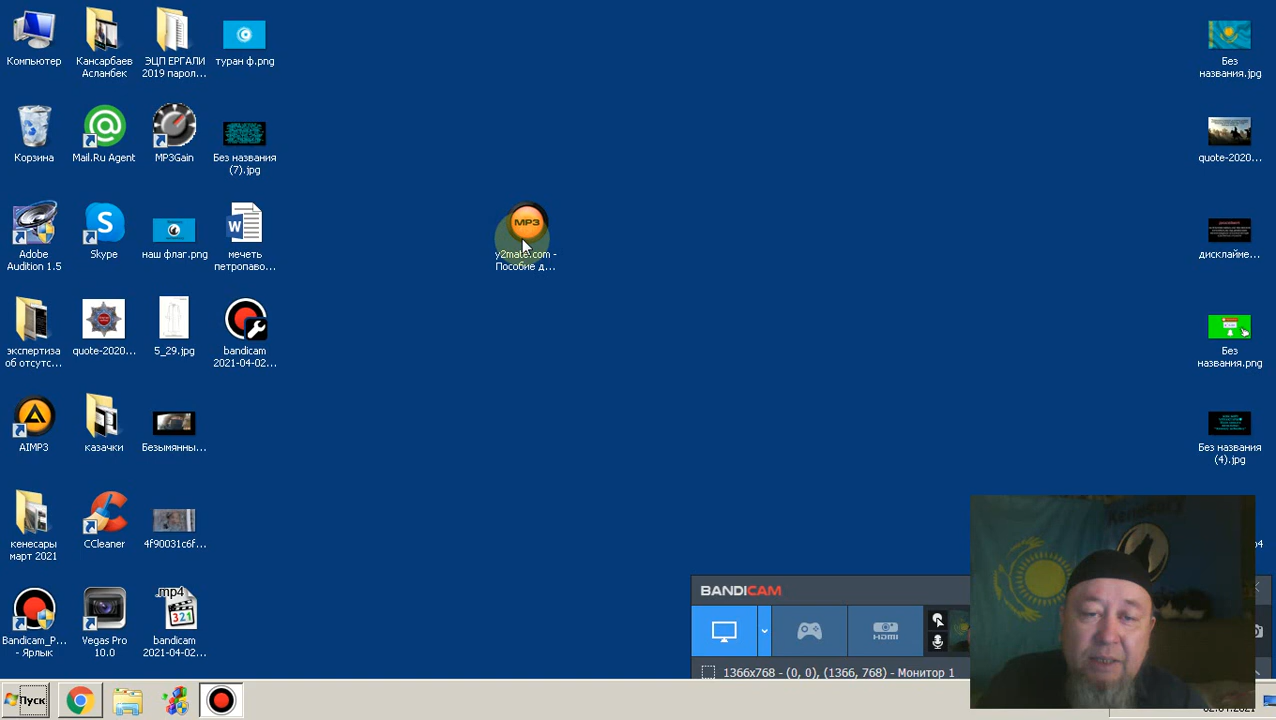 Компьютер
Кансарбаев
Асланбек
ЭЦП ЕРГАЛИ
2019 парол...
туран ф.png
Без
названия.jpg
Корзина
Mail.Ru Agent
MP3Gain
Без названия
(7).jpg
quote-2020...
Adobe
Audition 1.5
Skype
наш флаг.png
мечеть
петропаво...
MP3
y2mate.com -
Пособие д...
дисклайме...
экспертиза
об отсутс...
quote-2020...
5_29.jpg
bandicam
2021-04-02...
Без
названия.png
AIMP3
казачки
Безымянны...
Без названия
(4).jpg
кенесары
март 2021
CCleaner
4f90031c6f...
Bandicam_P...
- Ярлык
Vegas Pro
10.0
.mp4
321
bandicam
2021-04-02...
BANDICAM
HDMI
1366x768 - (0, 0), (1366, 768) - Монитор 1
Пуск